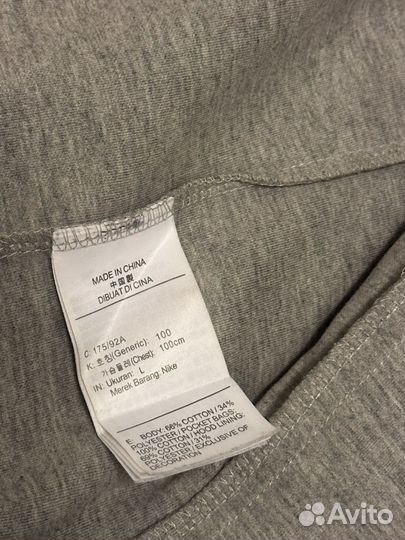 MADE IN CHINA
中国製
DIBUAT DI CINA
C: 175/92A
K: 호칭(Generic): 100
가슴둘레(Chest): 100cm
IN: Ukuran: L
Merek Barang: Nike
E: BODY: 66% COTTON / 34%
POLYESTER / POCKET BAGS:
100% COTTON / HOOD LINING:
69% COTTON / 31%
POLYESTER / EXCLUSIVE OF
DECORATION
Avito